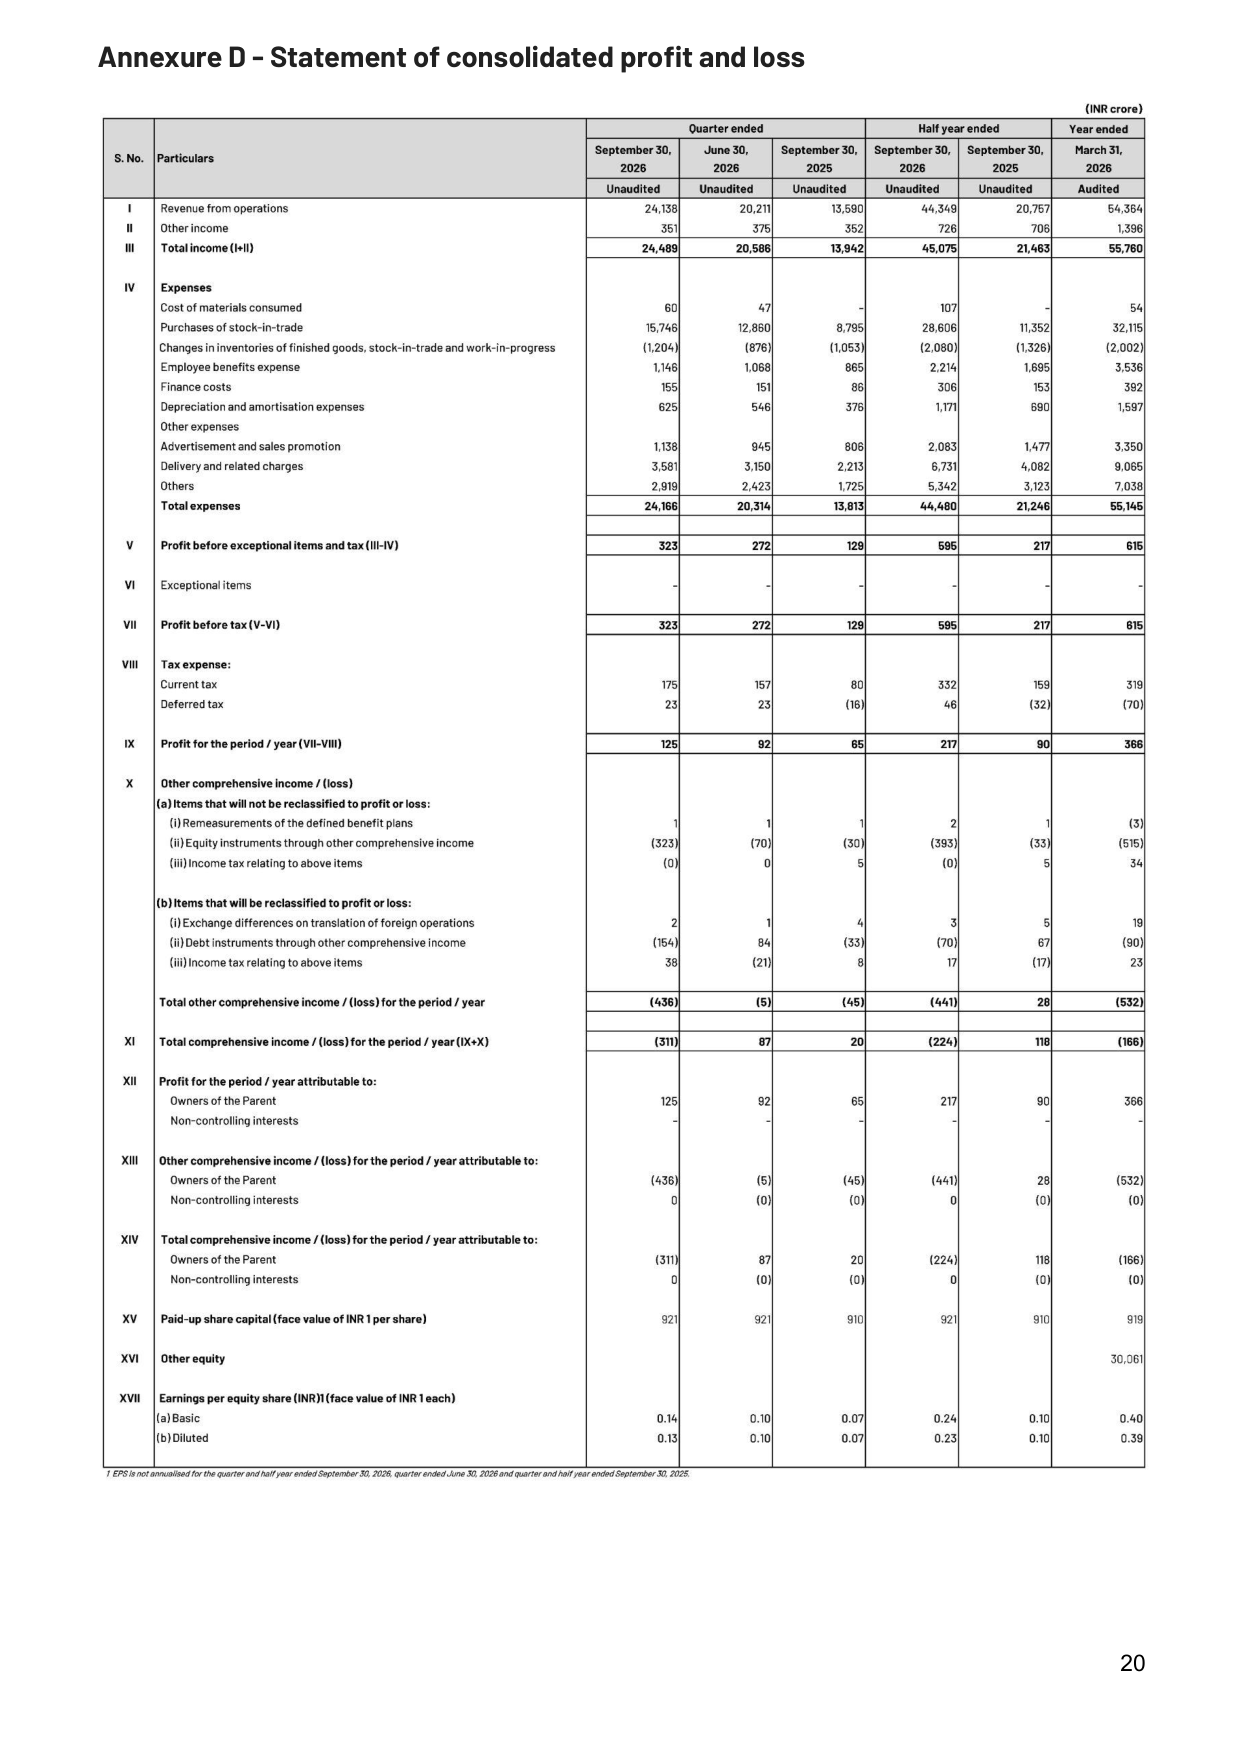 Annexure D - Statement of consolidated profit and loss
(INR crore)
S. No. Particulars Quarter ended Half year ended Year ended
September 30, 2026 June 30, 2026 September 30, 2025 September 30, 2026 September 30, 2025 March 31, 2026
Unaudited Unaudited Unaudited Unaudited Unaudited Audited
I Revenue from operations 24,138 20,211 13,590 44,349 20,757 54,364
II Other income 351 375 352 726 706 1,396
III Total income (I+II) 24,489 20,586 13,942 45,075 21,463 55,760
IV Expenses
Cost of materials consumed 60 47 - 107 - 54
Purchases of stock-in-trade 15,746 12,860 8,795 28,606 11,352 32,115
Changes in inventories of finished goods, stock-in-trade and work-in-progress (1,204) (876) (1,053) (2,080) (1,326) (2,002)
Employee benefits expense 1,146 1,068 865 2,214 1,695 3,536
Finance costs 155 151 86 306 153 392
Depreciation and amortisation expenses 625 546 376 1,171 690 1,597
Other expenses
Advertisement and sales promotion 1,138 945 806 2,083 1,477 3,350
Delivery and related charges 3,581 3,150 2,213 6,731 4,082 9,065
Others 2,919 2,423 1,725 5,342 3,123 7,038
Total expenses 24,166 20,314 13,813 44,480 21,246 55,145
V Profit before exceptional items and tax (III-IV) 323 272 129 595 217 615
VI Exceptional items - - - - - -
VII Profit before tax (V-VI) 323 272 129 595 217 615
VIII Tax expense:
Current tax 175 157 80 332 159 319
Deferred tax 23 23 (16) 46 (32) (70)
IX Profit for the period / year (VII-VIII) 125 92 65 217 90 366
X Other comprehensive income / (loss)
(a) Items that will not be reclassified to profit or loss:
(i) Remeasurements of the defined benefit plans 1 1 1 2 1 (3)
(ii) Equity instruments through other comprehensive income (323) (70) (30) (393) (33) (515)
(iii) Income tax relating to above items (0) 0 5 (0) 5 34
(b) Items that will be reclassified to profit or loss:
(i) Exchange differences on translation of foreign operations 2 1 4 3 5 19
(ii) Debt instruments through other comprehensive income (154) 84 (33) (70) 67 (90)
(iii) Income tax relating to above items 38 (21) 8 17 (17) 23
Total other comprehensive income / (loss) for the period / year (436) (5) (45) (441) 28 (532)
XI Total comprehensive income / (loss) for the period / year (IX+X) (311) 87 20 (224) 118 (166)
XII Profit for the period / year attributable to:
Owners of the Parent 125 92 65 217 90 366
Non-controlling interests - - - - - -
XIII Other comprehensive income / (loss) for the period / year attributable to:
Owners of the Parent (436) (5) (45) (441) 28 (532)
Non-controlling interests 0 (0) (0) 0 (0) (0)
XIV Total comprehensive income / (loss) for the period / year attributable to:
Owners of the Parent (311) 87 20 (224) 118 (166)
Non-controlling interests 0 (0) (0) 0 (0) (0)
XV Paid-up share capital (face value of INR 1 per share) 921 921 910 921 910 919
XVI Other equity 30,061
XVII Earnings per equity share (INR)1 (face value of INR 1 each)
(a) Basic 0.14 0.10 0.07 0.24 0.10 0.40
(b) Diluted 0.13 0.10 0.07 0.23 0.10 0.39
1 EPS is not annualised for the quarter and half year ended September 30, 2026, quarter ended June 30, 2026 and quarter and half year ended September 30, 2025.
20